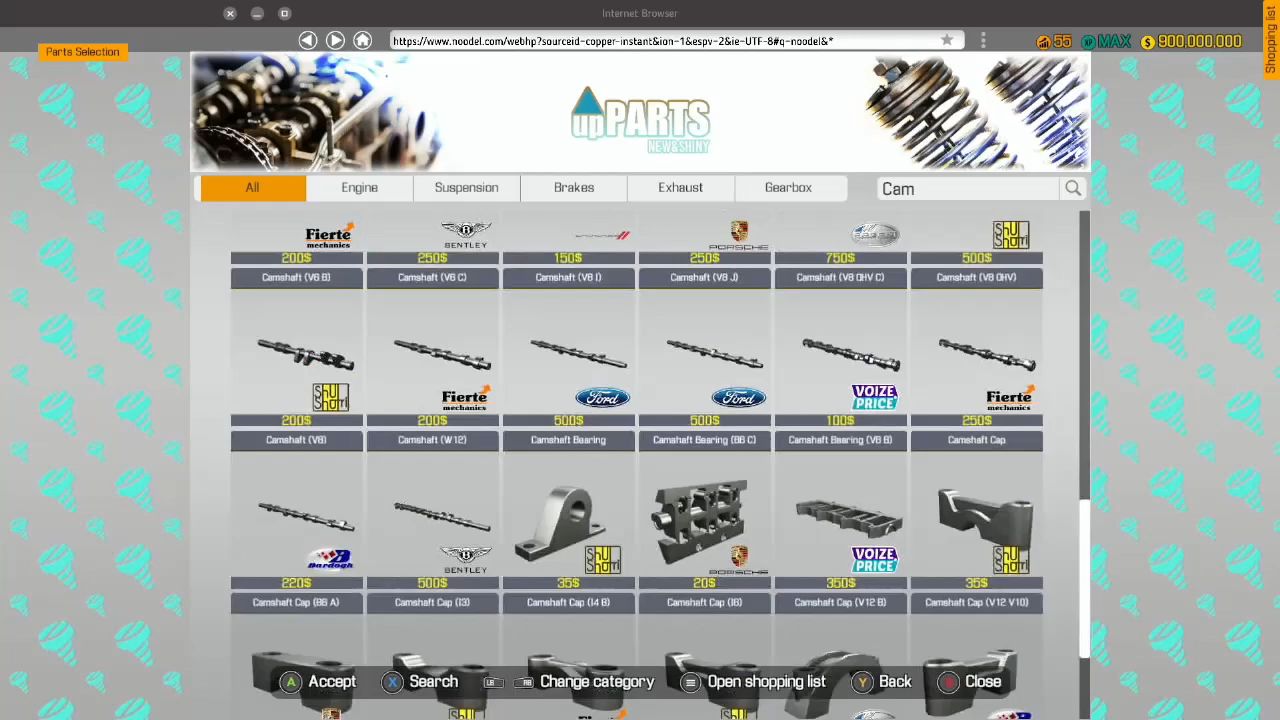 Internet Browser
Shopping list
Parts Selection
https://www.noodel.com/webhp?sourceid-copper-instant&ion-1&espv-2&ie-UTF-8#q-noodel&*
55 XP MAX $ 900,000,000
upPARTS
NEW&SHINY
All Engine Suspension Brakes Exhaust Gearbox Cam
Fierte mechanics BENTLEY PORSCHE
200$ 250$ 150$ 250$ 750$ 500$
Camshaft (V6 B) Camshaft (V6 C) Camshaft (V8 I) Camshaft (V8 J) Camshaft (V8 OHV C) Camshaft (V8 OHV)
Fierte mechanics Ford Ford VOIZE PRICE Fierte mechanics
200$ 200$ 500$ 500$ 100$ 250$
Camshaft (V8) Camshaft (W12) Camshaft Bearing Camshaft Bearing (B6 C) Camshaft Bearing (V6 B) Camshaft Cap
Bardogh BENTLEY PORSCHE VOIZE PRICE
220$ 500$ 35$ 20$ 350$ 35$
Camshaft Cap (B6 A) Camshaft Cap (I3) Camshaft Cap (I4 B) Camshaft Cap (I6) Camshaft Cap (V12 B) Camshaft Cap (V12 V10)
A Accept X Search LB RB Change category Open shopping list Y Back B Close